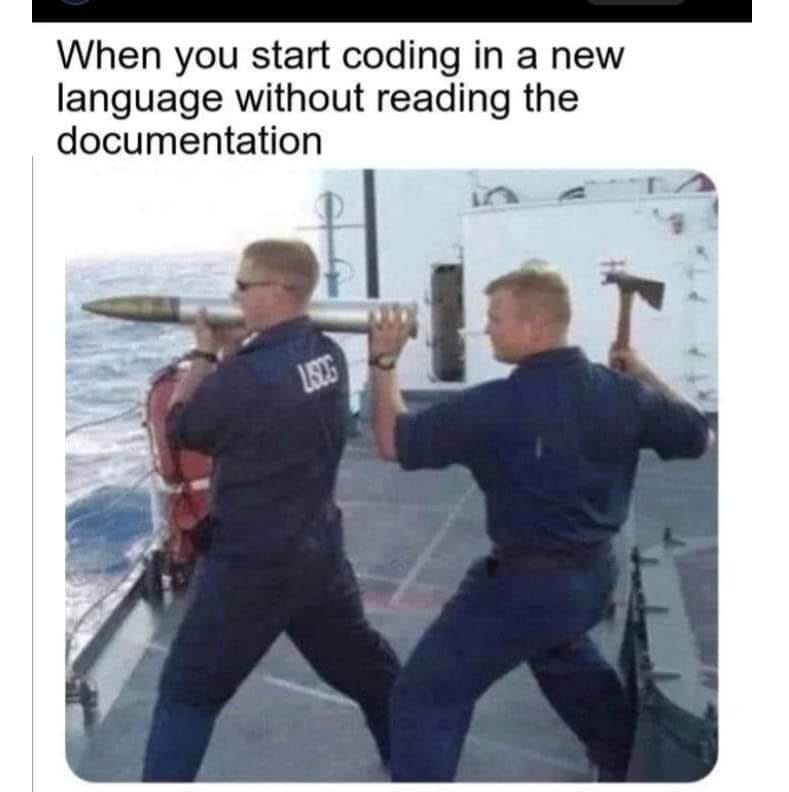 When you start coding in a new
language without reading the
documentation
USCG